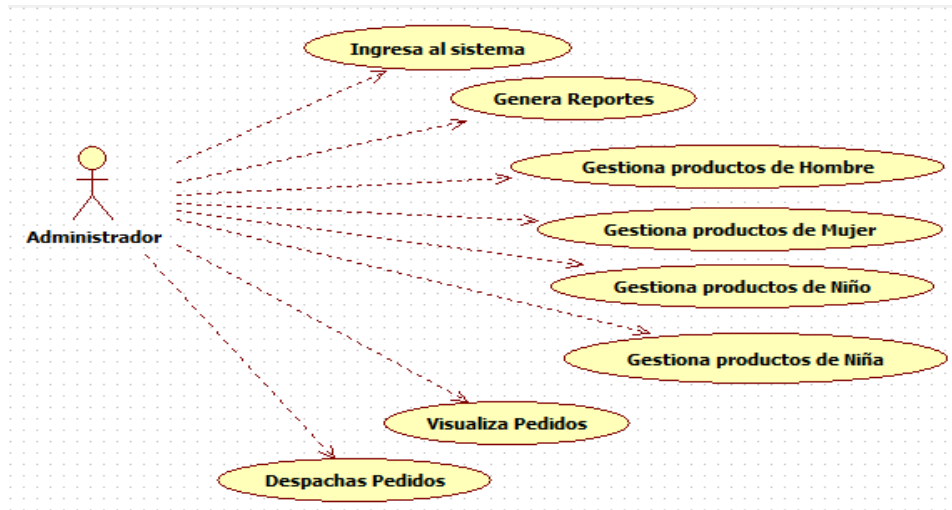 Ingresa al sistema
Genera Reportes
Gestiona productos de Hombre
Gestiona productos de Mujer
Administrador
Gestiona productos de Niño
Gestiona productos de Niña
Visualiza Pedidos
Despachas Pedidos